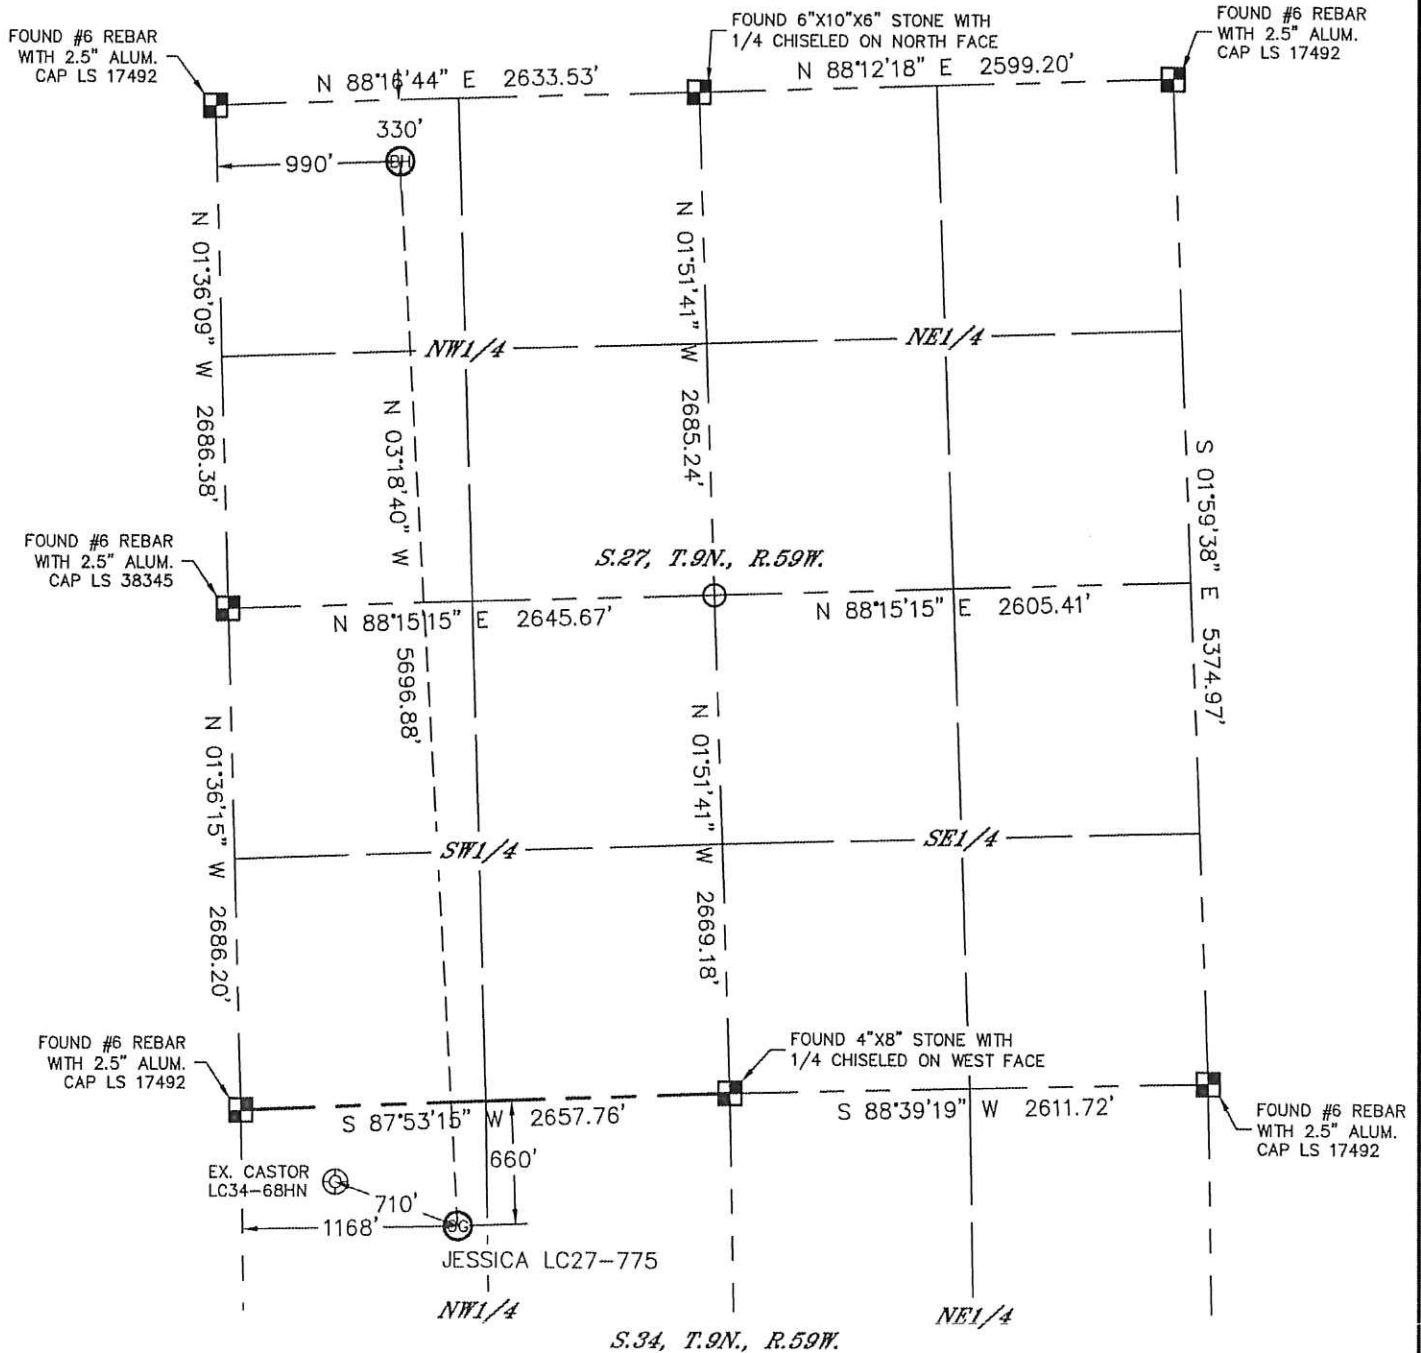 FOUND #6 REBAR
WITH 2.5" ALUM.
CAP LS 17492
FOUND 6"X10"X6" STONE WITH
1/4 CHISELED ON NORTH FACE
FOUND #6 REBAR
WITH 2.5" ALUM.
CAP LS 17492
N 88°16'44" E 2633.53'
N 88°12'18" E 2599.20'
330'
990'
BH
N 01°36'09" W 2686.38'
N 01°51'41" W 2685.24'
NW1/4
NE1/4
N 03°18'40" W 5696.88'
S 01°59'38" E 5374.97'
FOUND #6 REBAR
WITH 2.5" ALUM.
CAP LS 38345
S.27, T.9N., R.59W.
N 88°15'15" E 2645.67'
N 88°15'15" E 2605.41'
N 01°36'15" W 2686.20'
N 01°51'41" W 2669.18'
SW1/4
SE1/4
FOUND #6 REBAR
WITH 2.5" ALUM.
CAP LS 17492
FOUND 4"X8" STONE WITH
1/4 CHISELED ON WEST FACE
S 87°53'15" W 2657.76'
S 88°39'19" W 2611.72'
FOUND #6 REBAR
WITH 2.5" ALUM.
CAP LS 17492
660'
EX. CASTOR
LC34-68HN
710'
1168'
SG
JESSICA LC27-775
NW1/4
NE1/4
S.34, T.9N., R.59W.